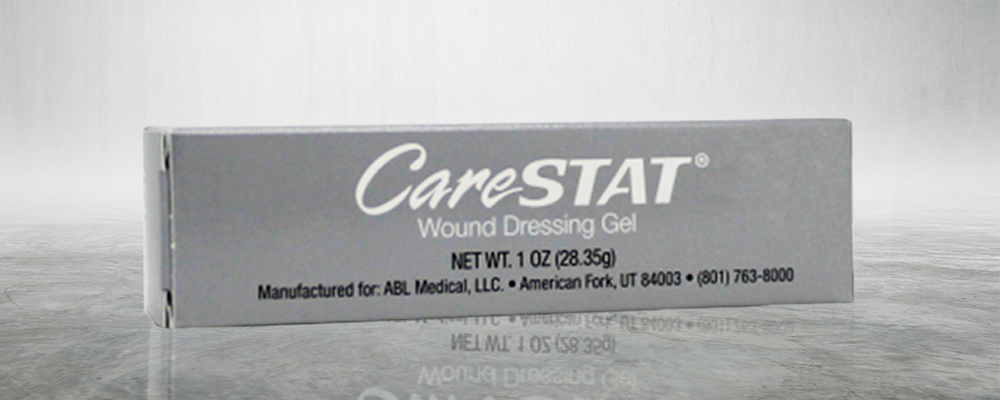 CareSTAT®
Wound Dressing Gel
NET WT. 1 OZ (28.35g)
Manufactured for: ABL Medical, LLC. • American Fork, UT 84003 • (801) 763-8000